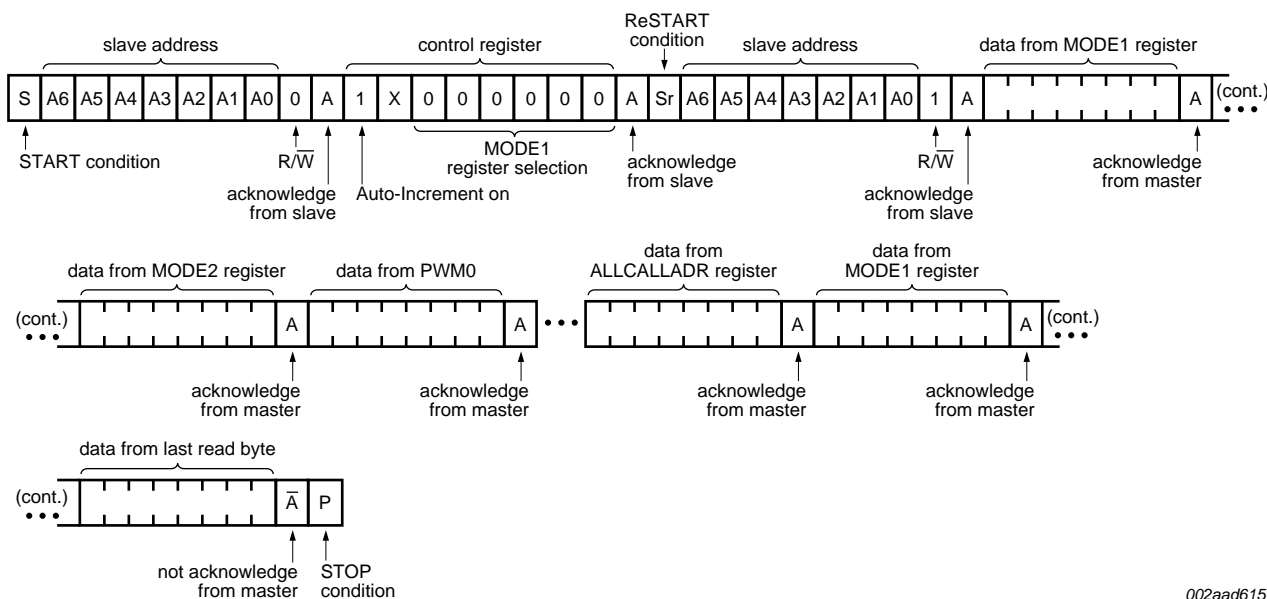 ReSTART
condition
slave address
control register
slave address
data from MODE1 register
S A6 A5 A4 A3 A2 A1 A0 0 A 1 X 0 0 0 0 0 0 A Sr A6 A5 A4 A3 A2 A1 A0 1 A A (cont.)
START condition
R/W̅
acknowledge
from slave
Auto-Increment on
MODE1
register selection
acknowledge
from slave
R/W̅
acknowledge
from slave
acknowledge
from master
data from MODE2 register
data from PWM0
data from
ALLCALLADR register
data from
MODE1 register
(cont.) A A A A (cont.)
acknowledge
from master
acknowledge
from master
acknowledge
from master
acknowledge
from master
data from last read byte
(cont.) A̅ P
not acknowledge
from master
STOP
condition
002aad615